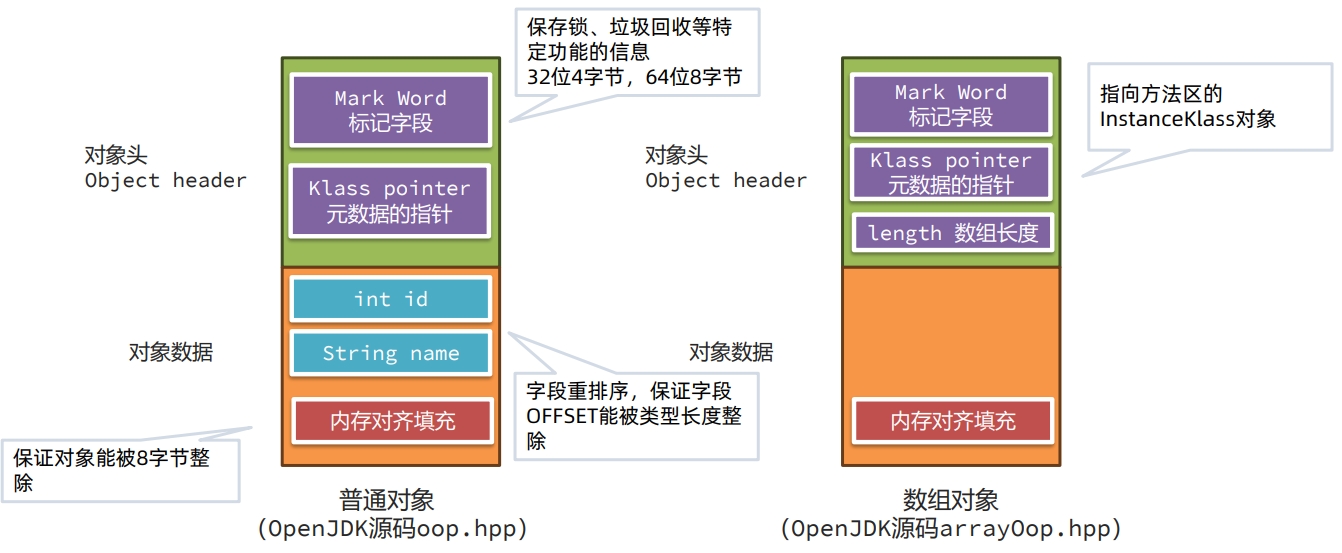 保存锁、垃圾回收等特
定功能的信息
32位4字节，64位8字节
Mark Word
标记字段
对象头
Object header
Klass pointer
元数据的指针
int id
String name
对象数据
字段重排序，保证字段
OFFSET能被类型长度整
除
内存对齐填充
保证对象能被8字节整
除
普通对象
(OpenJDK源码oop.hpp)
Mark Word
标记字段
指向方法区的
InstanceKlass对象
对象头
Object header
Klass pointer
元数据的指针
length 数组长度
对象数据
内存对齐填充
数组对象
(OpenJDK源码arrayOop.hpp)